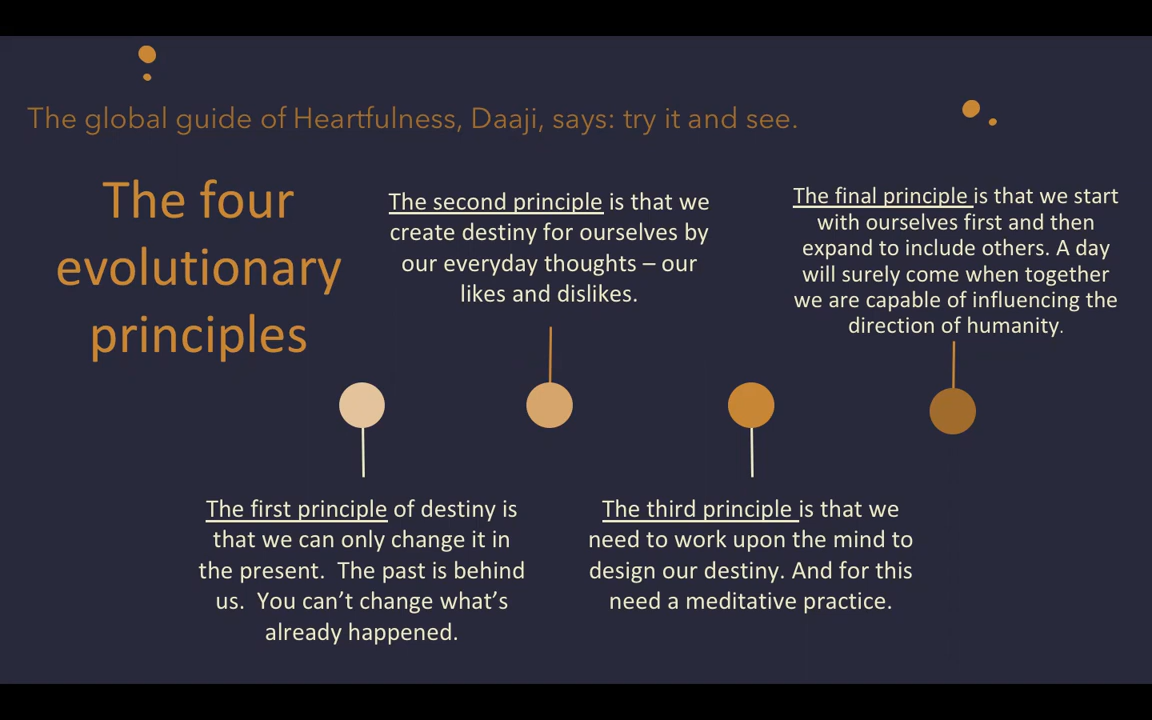 The global guide of Heartfulness, Daaji, says: try it and see.
The four
evolutionary
principles
The first principle of destiny is
that we can only change it in
the present.  The past is behind
us.  You can’t change what’s
already happened.
The second principle is that we
create destiny for ourselves by
our everyday thoughts – our
likes and dislikes.
The third principle is that we
need to work upon the mind to
design our destiny. And for this
need a meditative practice.
The final principle is that we start
with ourselves first and then
expand to include others. A day
will surely come when together
we are capable of influencing the
direction of humanity.